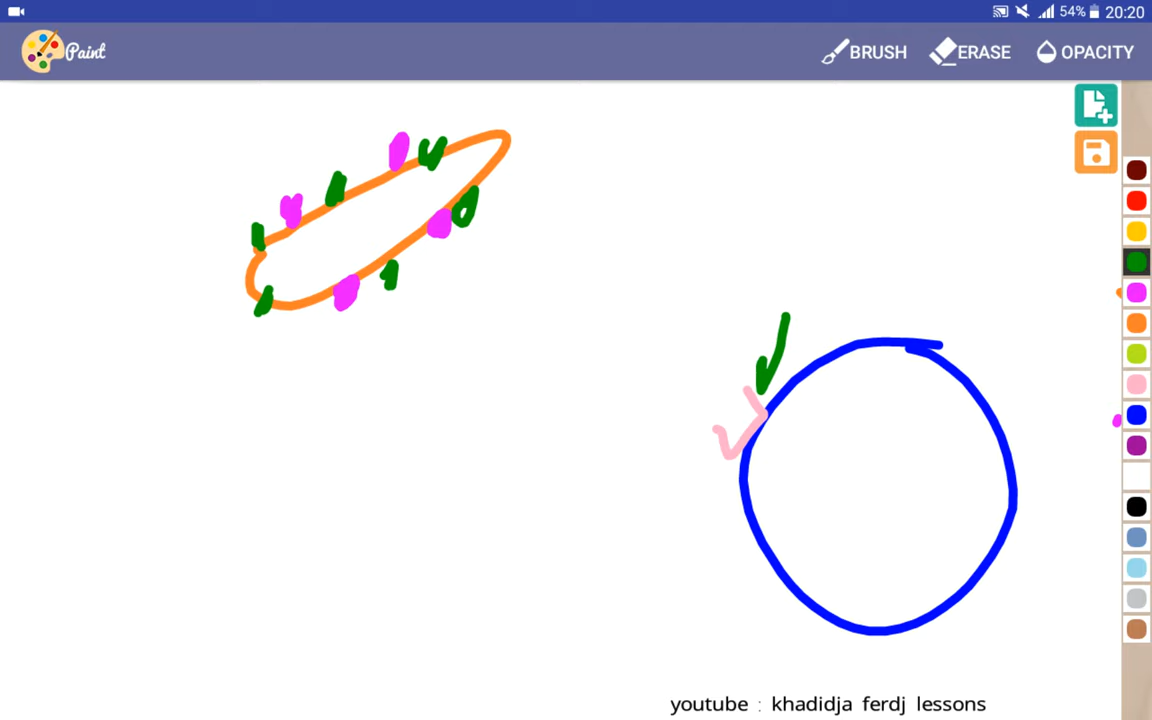 54% 20:20
Paint BRUSH ERASE OPACITY
youtube : khadidja ferdj lessons